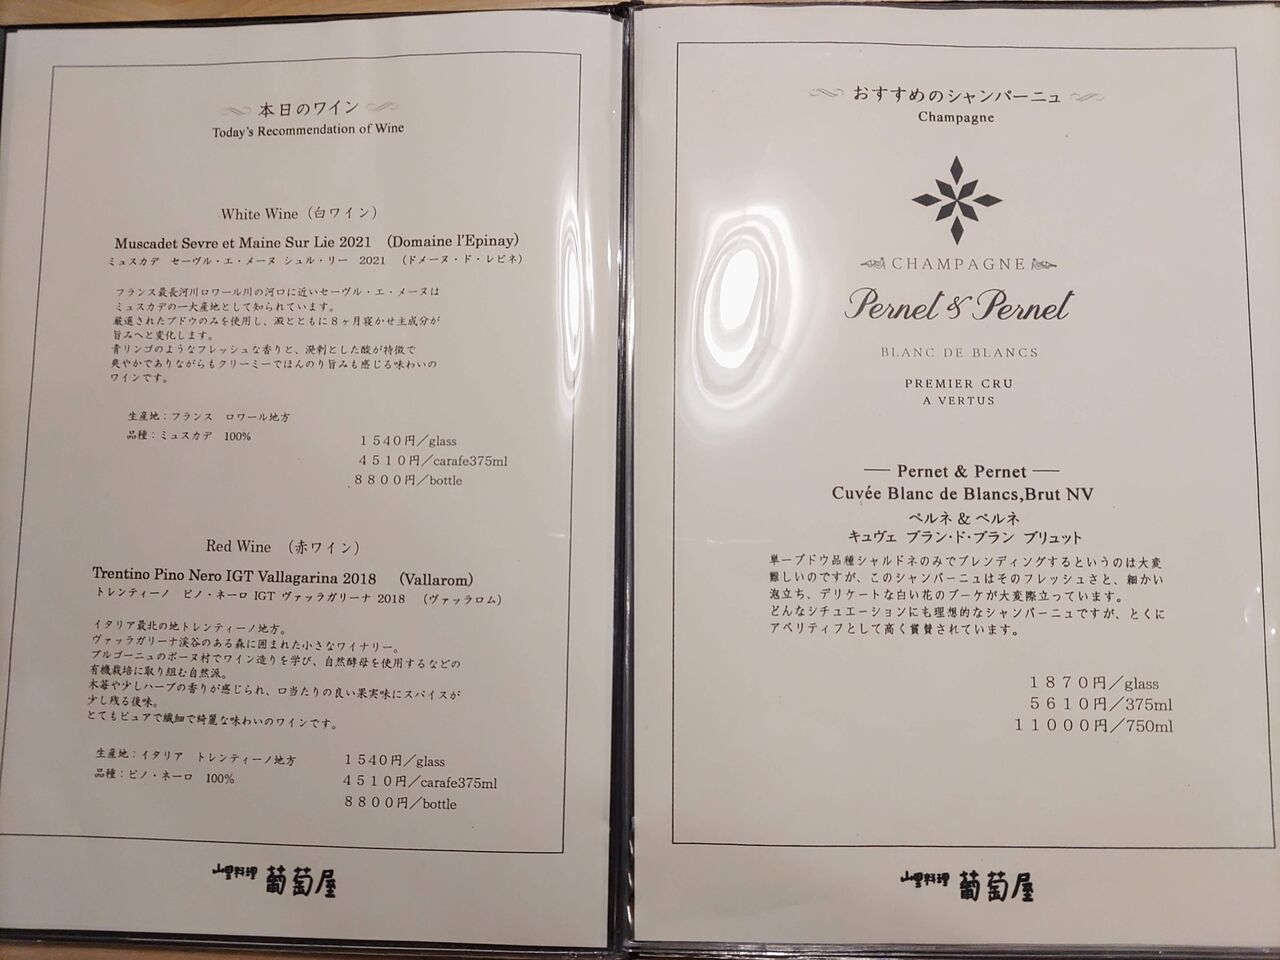 本日のワイン
Today's Recommendation of Wine
White Wine（白ワイン）
Muscadet Sevre et Maine Sur Lie 2021　(Domaine l'Epinay)
ミュスカデ　セーヴル・エ・メーヌ シュル・リー　2021　（ドメーヌ・ド・レピネ）
フランス最長河川ロワール川の河口に近いセーヴル・エ・メーヌは
ミュスカデの一大産地として知られています。
厳選されたブドウのみを使用し、澱とともに８ヶ月寝かせ主成分が
旨みへと変化します。
青リンゴのようなフレッシュな香りと、溌剌とした酸が特徴で
爽やかでありながらもクリーミーでほんのり旨みも感じる味わいの
ワインです。
生産地：フランス　ロワール地方
品種：ミュスカデ　100%
１５４０円／glass
４５１０円／carafe375ml
８８００円／bottle
Red Wine　（赤ワイン）
Trentino Pino Nero IGT Vallagarina 2018　(Vallarom)
トレンティーノ　ピノ・ネーロ IGT ヴァッラガリーナ 2018　（ヴァッラロム）
イタリア最北の地トレンティーノ地方。
ヴァッラガリーナ渓谷のある森に囲まれた小さなワイナリー。
ブルゴーニュのボーヌ村でワイン造りを学び、自然酵母を使用するなどの
有機栽培に取り組む自然派。
木苺や少しハーブの香りが感じられ、口当たりの良い果実味にスパイスが
少し残る後味。
とてもピュアで繊細で綺麗な味わいのワインです。
生産地：イタリア　トレンティーノ地方
品種：ピノ・ネーロ　100%
１５４０円／glass
４５１０円／carafe375ml
８８００円／bottle
山里料理 葡萄屋
おすすめのシャンパーニュ
Champagne
CHAMPAGNE
Pernet & Pernet
BLANC DE BLANCS
PREMIER CRU
A VERTUS
― Pernet & Pernet ―
Cuvée Blanc de Blancs,Brut NV
ペルネ & ペルネ
キュヴェ ブラン・ド・ブラン ブリュット
単一ブドウ品種シャルドネのみでブレンディングするというのは大変
難しいのですが、このシャンパーニュはそのフレッシュさと、細かい
泡立ち、デリケートな白い花のブーケが大変際立っています。
どんなシチュエーションにも理想的なシャンパーニュですが、とくに
アペリティフとして高く賞賛されています。
１８７０円／glass
５６１０円／375ml
１１０００円／750ml
山里料理 葡萄屋